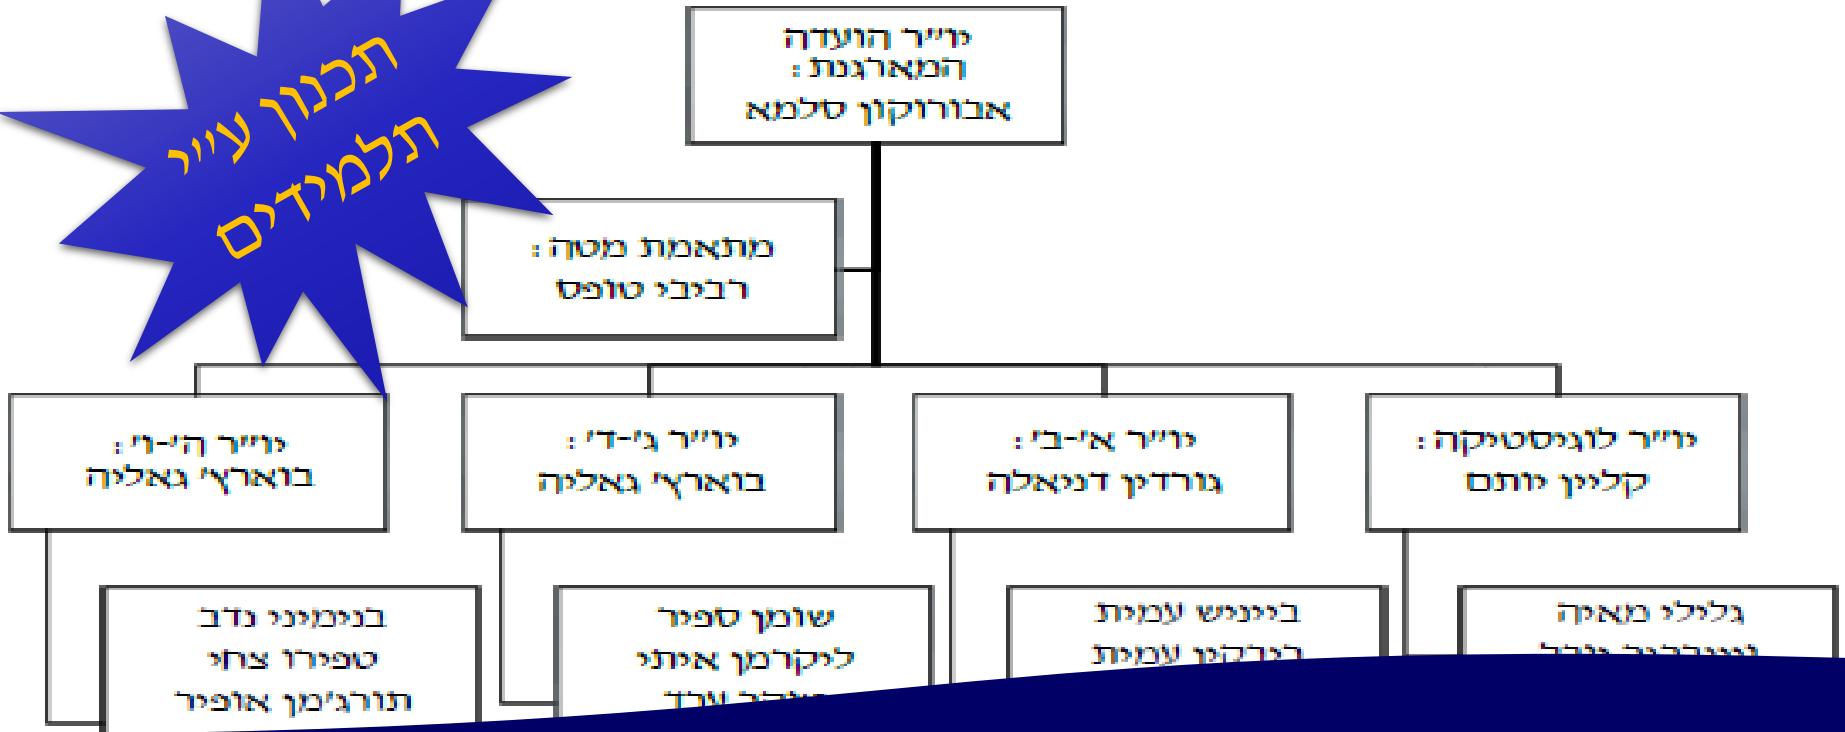 תכנון ע״י
תלמידים
יו״ר הועדה
המארגנת :
אבורוקון סלמא
מתאמת מטה :
רביבי טופס
יו״ר לוגיסטיקה :
קליין יותם
יו״ר א׳-ב׳ :
גורדין דניאלה
יו״ר ג׳-ד׳ :
בוארץ׳ גאליה
יו״ר ה׳-ו׳ :
בוארץ׳ גאליה
גלילי מאיה
בייניש עמית
עמית
שומן ספיר
ליקרמן איתי
בנימיני נדב
טפירו צחי
תורג׳מן אופיר